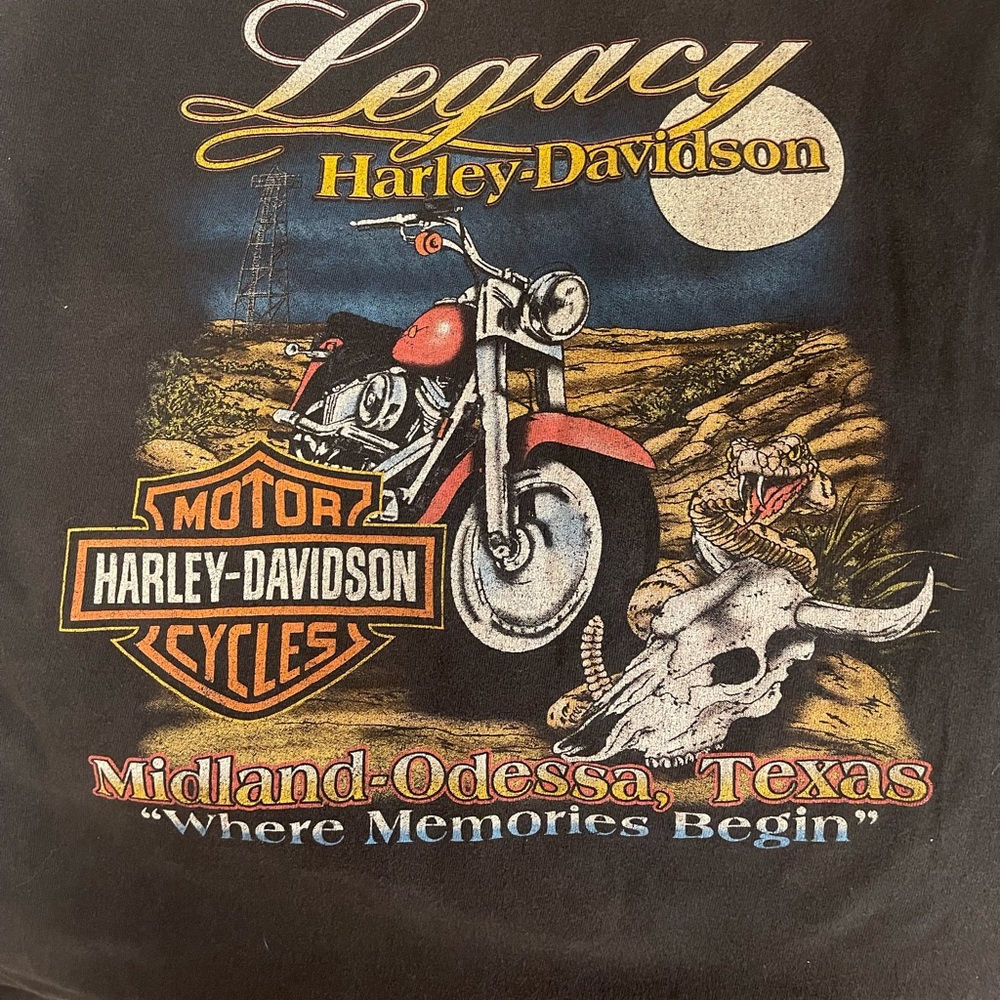 Legacy
Harley-Davidson
MOTOR
HARLEY-DAVIDSON
CYCLES
Midland-Odessa, Texas
"Where Memories Begin"